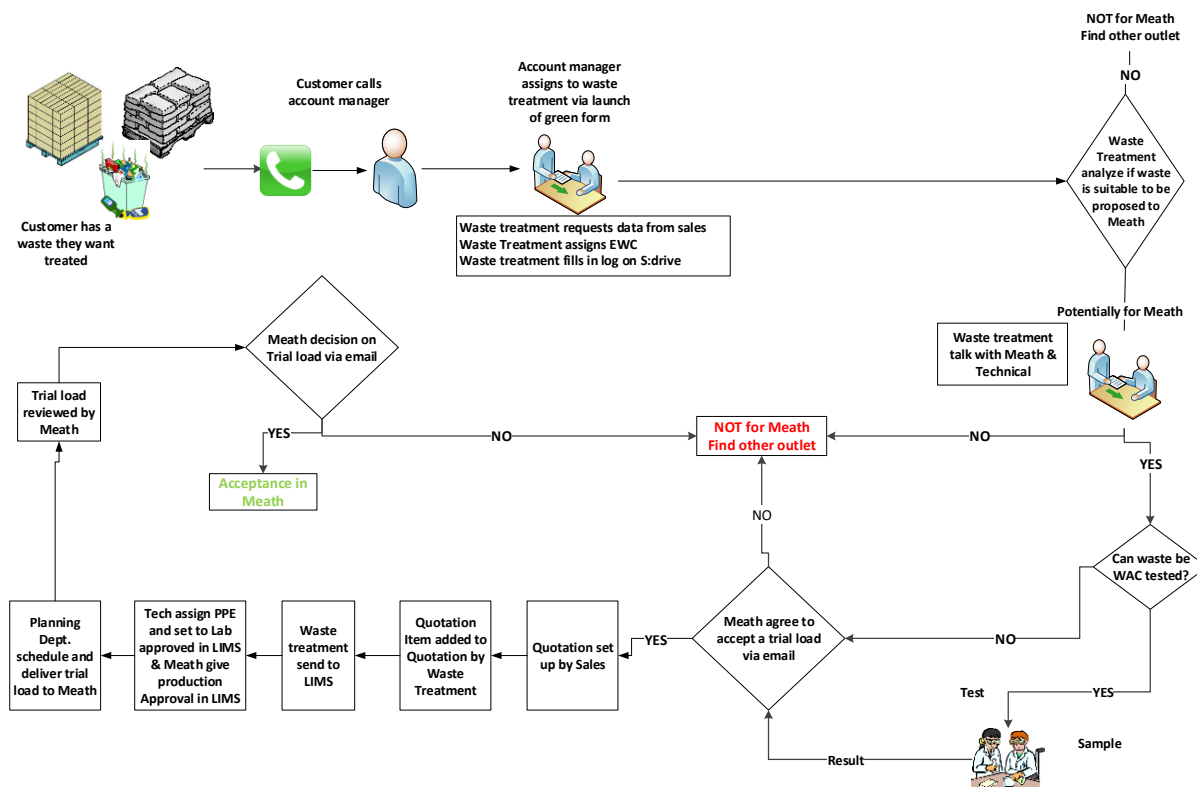 NOT for Meath
Find other outlet
NO
Customer calls
account manager
Account manager
assigns to waste
treatment via launch
of green form
Waste
Treatment
analyze if waste
is suitable to be
proposed to
Meath
Customer has a
waste they want
treated
Waste treatment requests data from sales
Waste Treatment assigns EWC
Waste treatment fills in log on S:drive
Potentially for Meath
Waste treatment
talk with Meath &
Technical
Meath decision on
Trial load via email
Trial load
reviewed by
Meath
YES
NO
NOT for Meath
Find other outlet
NO
YES
Acceptance in
Meath
NO
Can waste be
WAC tested?
Planning
Dept.
schedule and
deliver trial
load to Meath
Tech assign PPE
and set to Lab
approved in LIMS
& Meath give
production
Approval in LIMS
Waste
treatment
send to
LIMS
Quotation
Item added to
Quotation by
Waste
Treatment
Quotation set
up by Sales
YES
Meath agree to
accept a trial load
via email
NO
Test
YES
Sample
Result